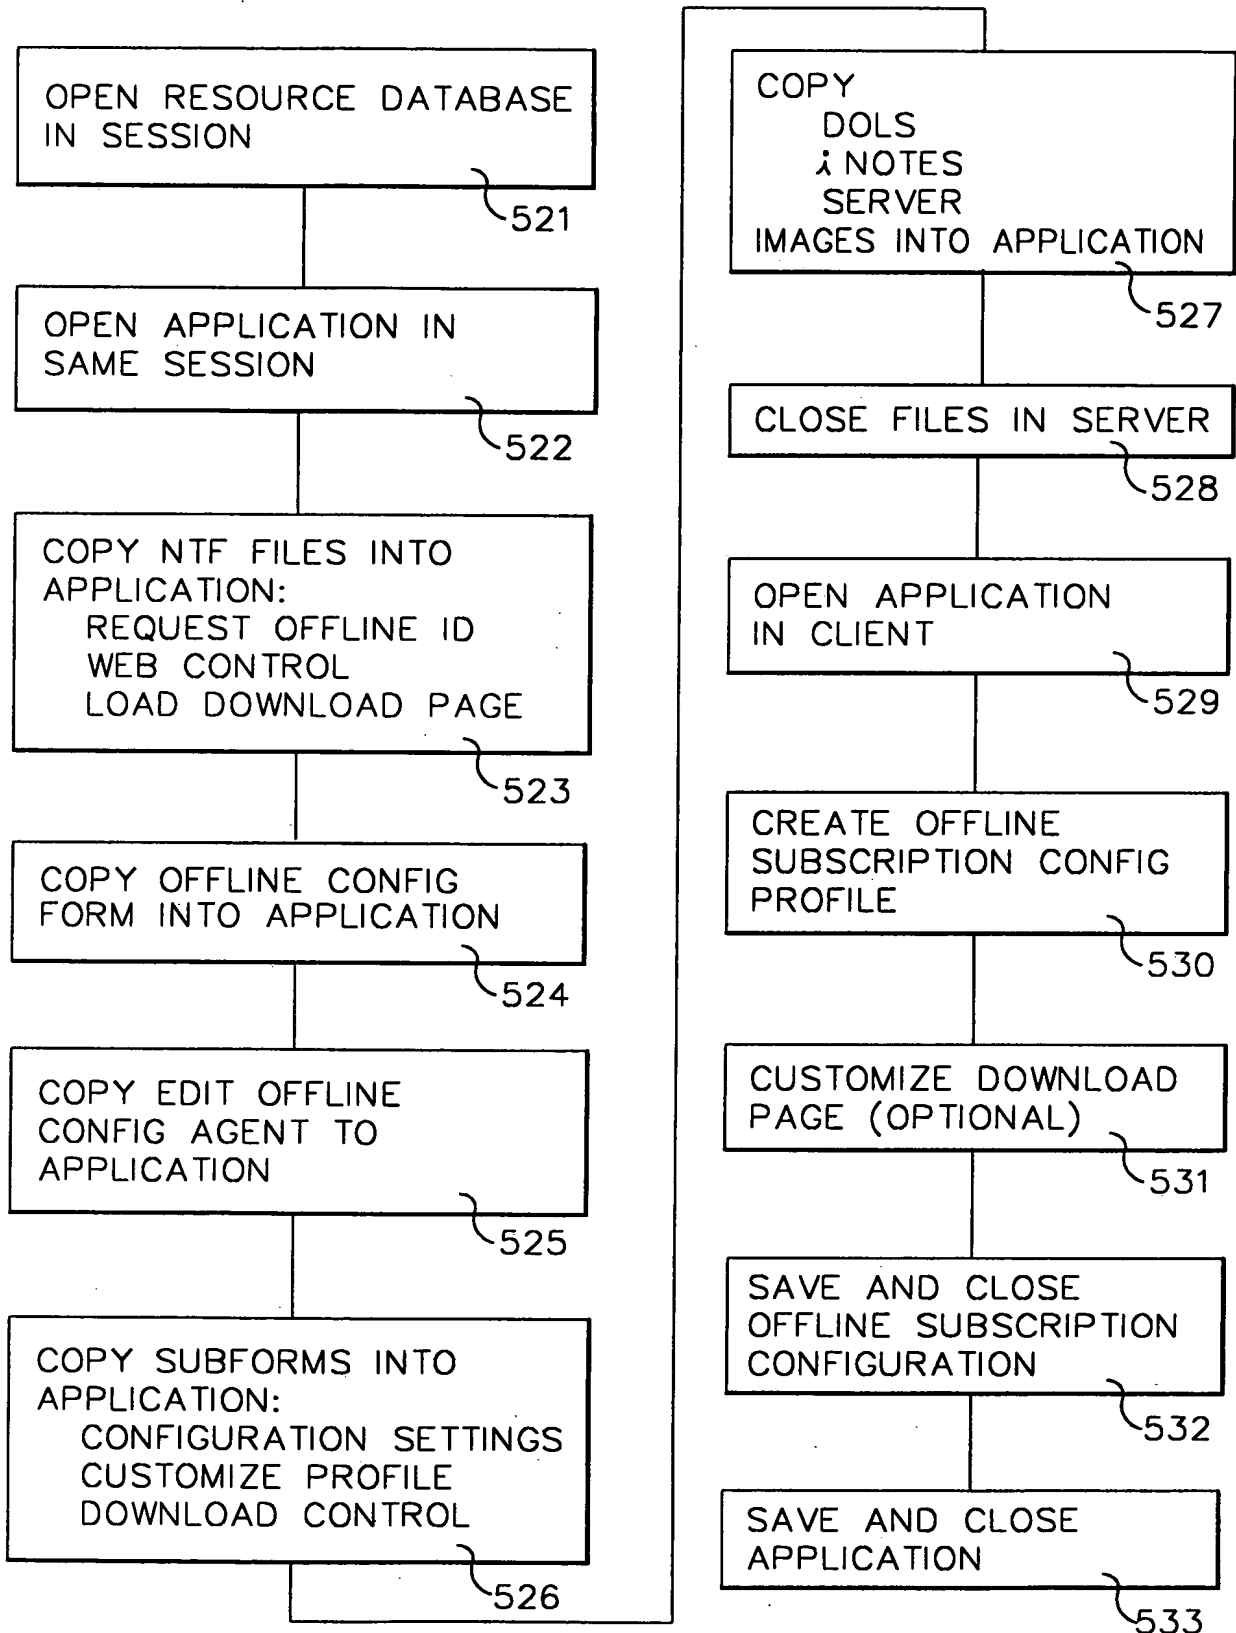 OPEN RESOURCE DATABASE
IN SESSION
521
OPEN APPLICATION IN
SAME SESSION
522
COPY NTF FILES INTO
APPLICATION:
REQUEST OFFLINE ID
WEB CONTROL
LOAD DOWNLOAD PAGE
523
COPY OFFLINE CONFIG
FORM INTO APPLICATION
524
COPY EDIT OFFLINE
CONFIG AGENT TO
APPLICATION
525
COPY SUBFORMS INTO
APPLICATION:
CONFIGURATION SETTINGS
CUSTOMIZE PROFILE
DOWNLOAD CONTROL
526
COPY
DOLS
i NOTES
SERVER
IMAGES INTO APPLICATION
527
CLOSE FILES IN SERVER
528
OPEN APPLICATION
IN CLIENT
529
CREATE OFFLINE
SUBSCRIPTION CONFIG
PROFILE
530
CUSTOMIZE DOWNLOAD
PAGE (OPTIONAL)
531
SAVE AND CLOSE
OFFLINE SUBSCRIPTION
CONFIGURATION
532
SAVE AND CLOSE
APPLICATION
533